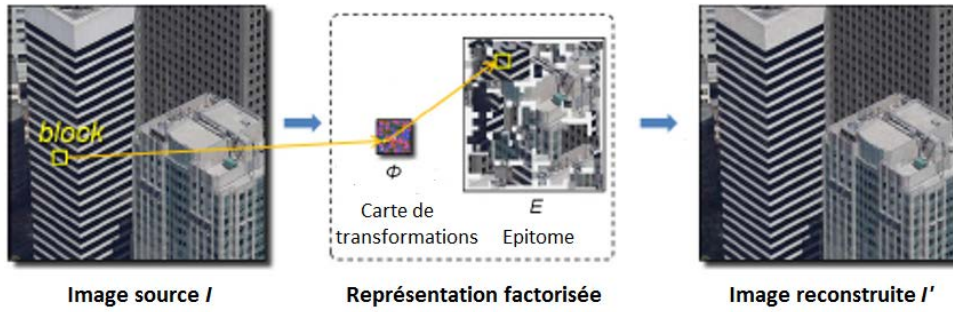 block
Φ
E
Carte de
transformations
Epitome
Image source I
Représentation factorisée
Image reconstruite I'